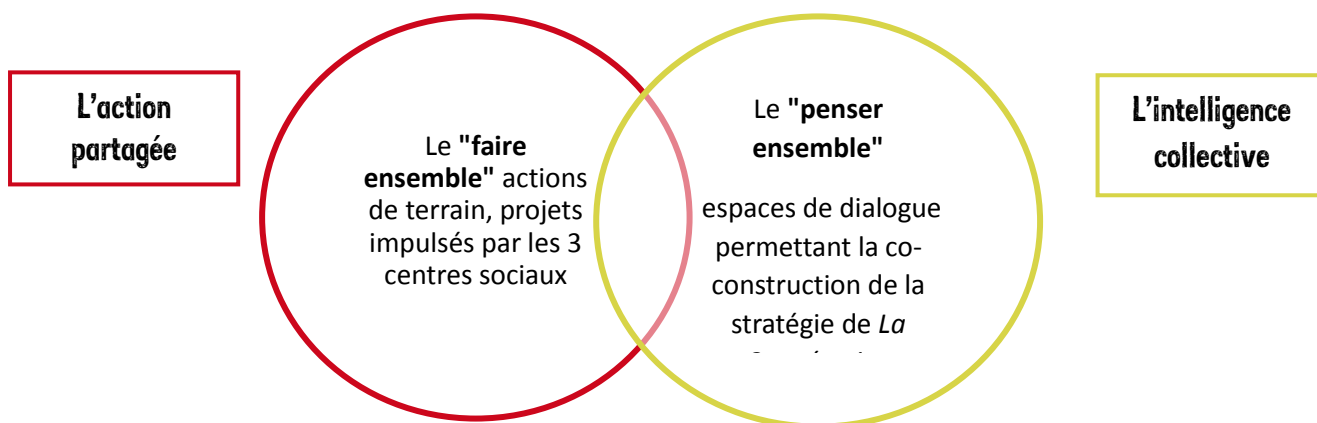 L'action
partagée
Le "faire
ensemble" actions
de terrain, projets
impulsés par les 3
centres sociaux
Le "penser
ensemble"
espaces de dialogue
permettant la co-
construction de la
stratégie de La
L'intelligence
collective